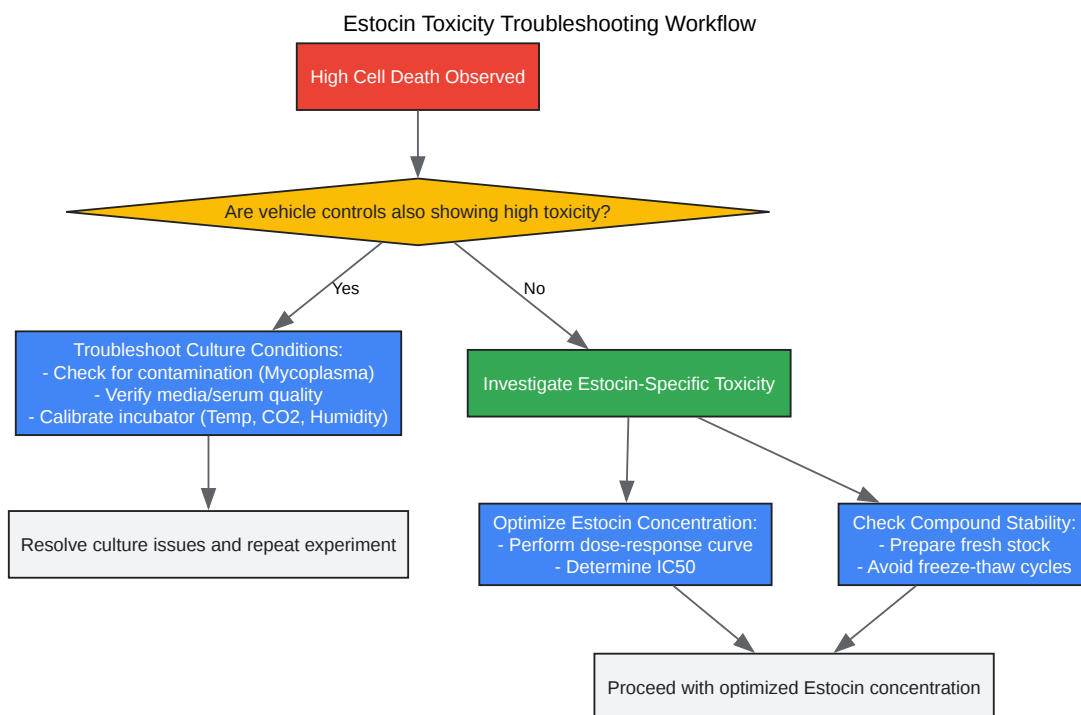 Estocin Toxicity Troubleshooting Workflow
High Cell Death Observed
Are vehicle controls also showing high toxicity?
Yes
No
Troubleshoot Culture Conditions:
- Check for contamination (Mycoplasma)
- Verify media/serum quality
- Calibrate incubator (Temp, CO2, Humidity)
Investigate Estocin-Specific Toxicity
Resolve culture issues and repeat experiment
Optimize Estocin Concentration:
- Perform dose-response curve
- Determine IC50
Check Compound Stability:
- Prepare fresh stock
- Avoid freeze-thaw cycles
Proceed with optimized Estocin concentration